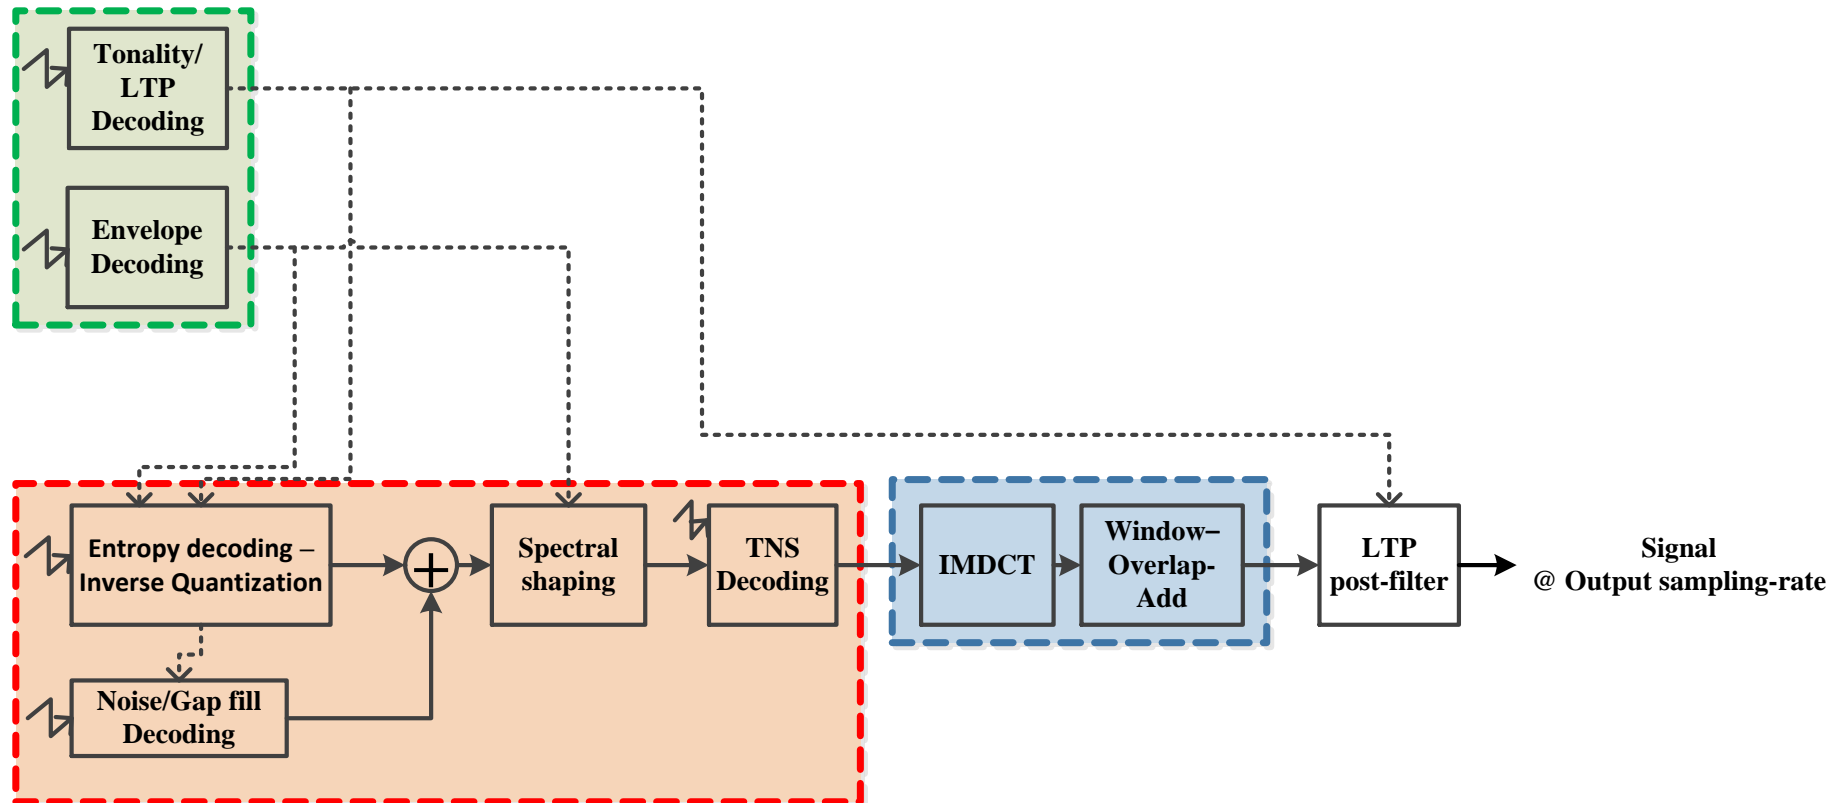 Tonality/
LTP
Decoding
Envelope
Decoding
Entropy decoding –
Inverse Quantization
Spectral
shaping
TNS
Decoding
IMDCT
Window–
Overlap-
Add
LTP
post-filter
Signal
@ Output sampling-rate
Noise/Gap fill
Decoding